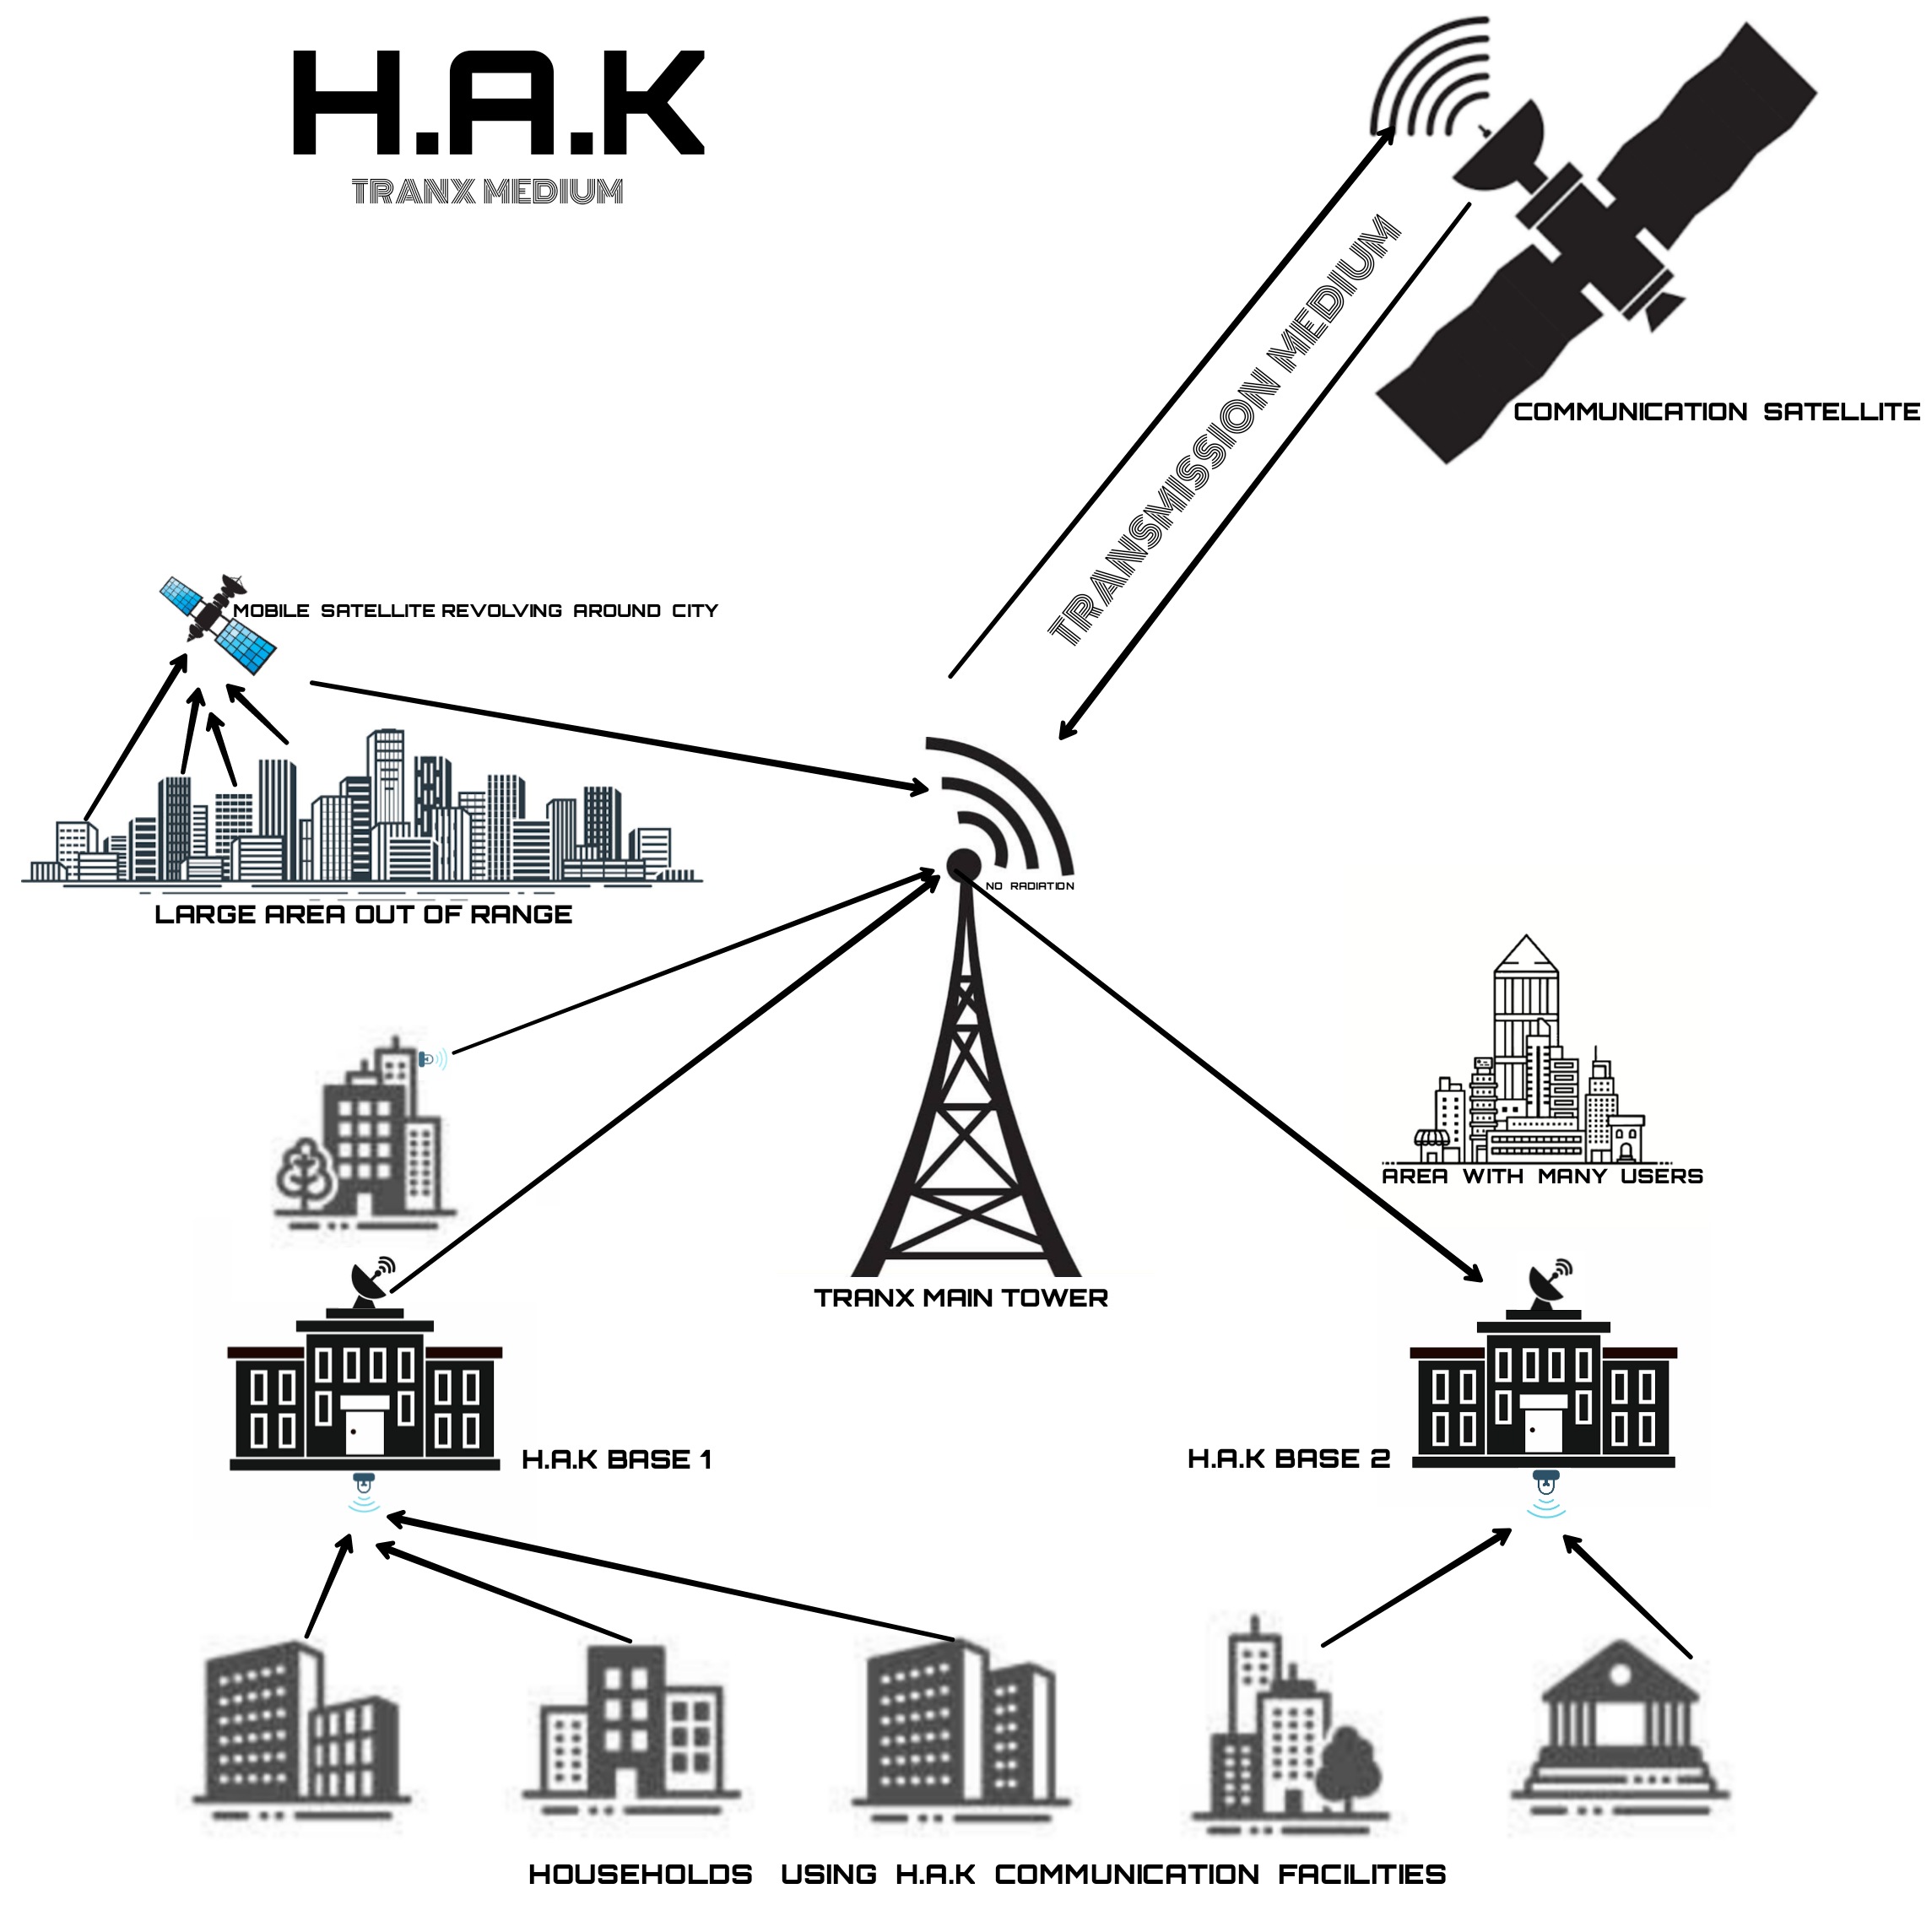 H.A.K
TRANX MEDIUM
TRANSMISSION MEDIUM
COMMUNICATION SATELLITE
MOBILE SATELLITE REVOLVING AROUND CITY
LARGE AREA OUT OF RANGE
NO RADIATION
AREA WITH MANY USERS
TRANX MAIN TOWER
H.A.K BASE 1
H.A.K BASE 2
HOUSEHOLDS USING H.A.K COMMUNICATION FACILITIES